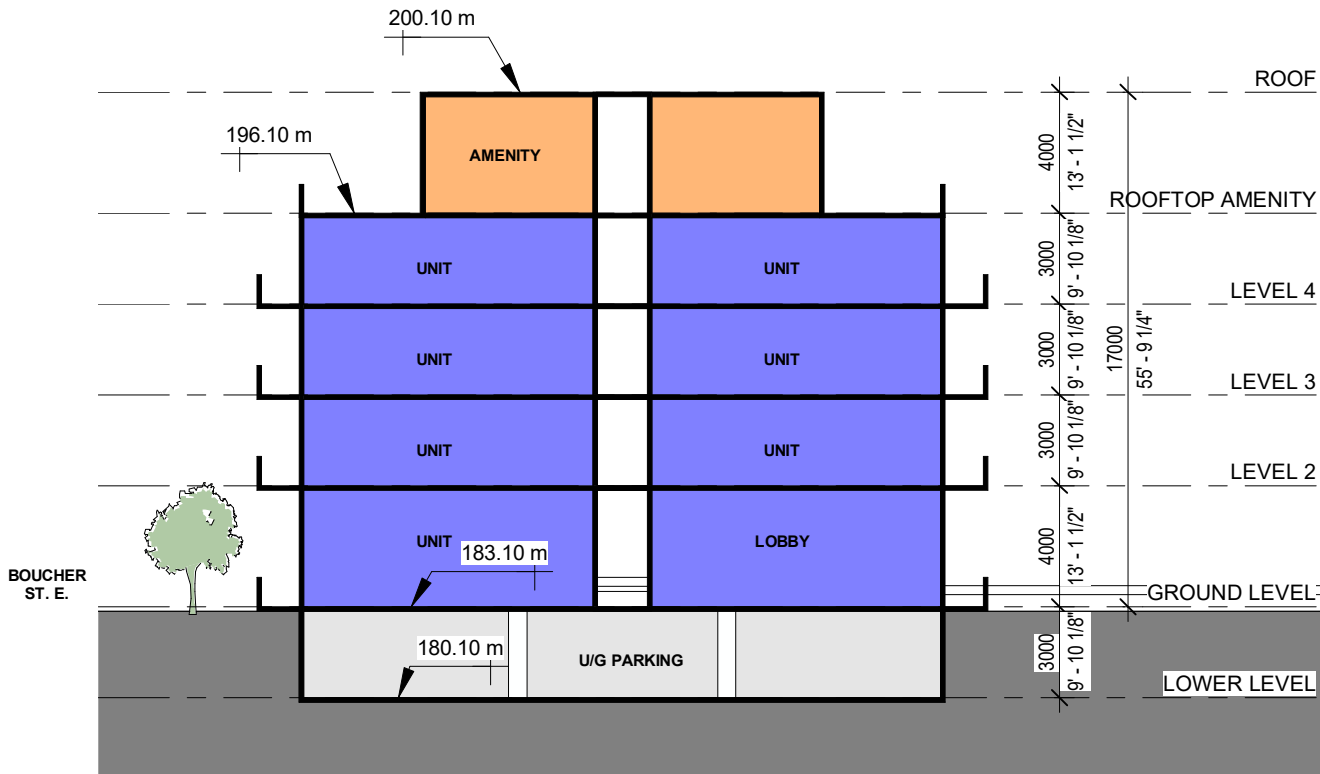 200.10 m
ROOF
196.10 m
AMENITY
4000
13' - 1 1/2"
ROOFTOP AMENITY
UNIT
UNIT
3000
9' - 10 1/8"
LEVEL 4
UNIT
UNIT
3000
9' - 10 1/8"
17000
55' - 9 1/4"
LEVEL 3
UNIT
UNIT
3000
9' - 10 1/8"
LEVEL 2
UNIT
LOBBY
4000
13' - 1 1/2"
183.10 m
BOUCHER
ST. E.
GROUND LEVEL
180.10 m
U/G PARKING
3000
9' - 10 1/8"
LOWER LEVEL